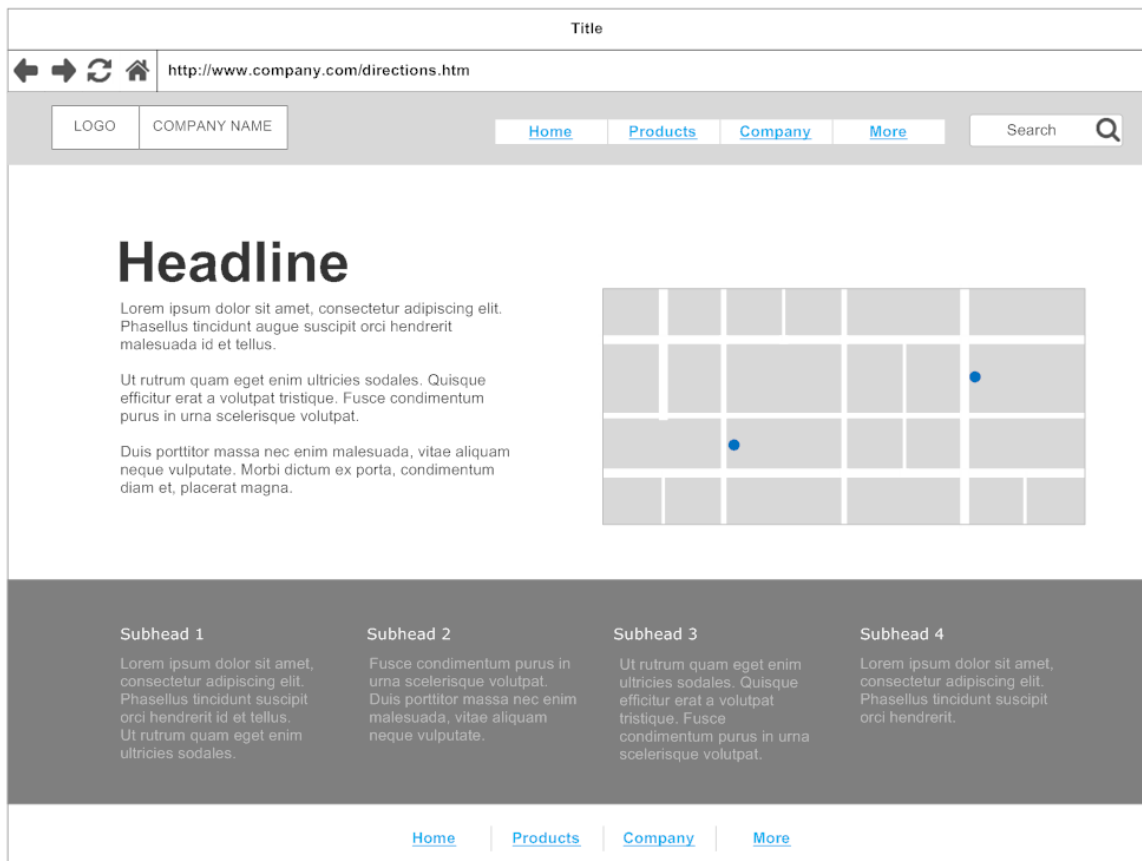 Title
http://www.company.com/directions.htm
LOGO
COMPANY NAME
Home
Products
Company
More
Search
Headline
Lorem ipsum dolor sit amet, consectetur adipiscing elit.
Phasellus tincidunt augue suscipit orci hendrerit
malesuada id et tellus.
Ut rutrum quam eget enim ultricies sodales. Quisque
efficitur erat a volutpat tristique. Fusce condimentum
purus in urna scelerisque volutpat.
Duis porttitor massa nec enim malesuada, vitae aliquam
neque vulputate. Morbi dictum ex porta, condimentum
diam et, placerat magna.
Subhead 1
Lorem ipsum dolor sit amet,
consectetur adipiscing elit.
Phasellus tincidunt suscipit
orci hendrerit id et tellus.
Ut rutrum quam eget enim
ultricies sodales.
Subhead 2
Fusce condimentum purus in
urna scelerisque volutpat.
Duis porttitor massa nec enim
malesuada, vitae aliquam
neque vulputate.
Subhead 3
Ut rutrum quam eget enim
ultricies sodales. Quisque
efficitur erat a volutpat
tristique. Fusce
condimentum purus in urna
scelerisque volutpat.
Subhead 4
Lorem ipsum dolor sit amet,
consectetur adipiscing elit.
Phasellus tincidunt suscipit
orci hendrerit.
Home
Products
Company
More